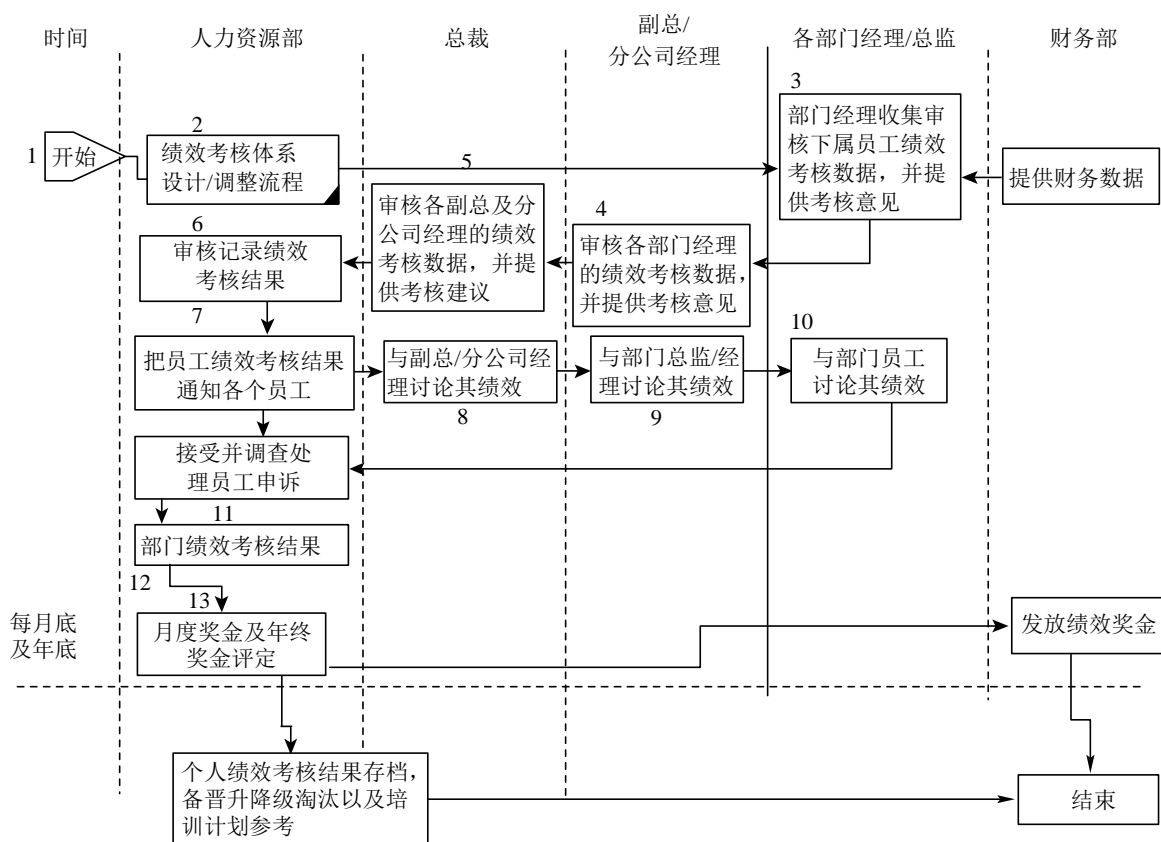 时间
人力资源部
总裁
副总/
分公司经理
各部门经理/总监
财务部
1
开始
2
绩效考核体系
设计/调整流程
5
3
部门经理收集审
核下属员工绩效
考核数据，并提
供考核意见
提供财务数据
审核各副总及分
公司经理的绩效
考核数据，并提
供考核建议
4
审核各部门经理
的绩效考核数据，
并提供考核意见
6
审核记录绩效
考核结果
7
把员工绩效考核结果
通知各个员工
与副总/分公司经
理讨论其绩效
8
与部门总监/经
理讨论其绩效
9
10
与部门员工
讨论其绩效
接受并调查处
理员工申诉
11
部门绩效考核结果
12
13
每月底
及年底
月度奖金及年终
奖金评定
发放绩效奖金
个人绩效考核结果存档，
备晋升降级淘汰以及培
训计划参考
结束